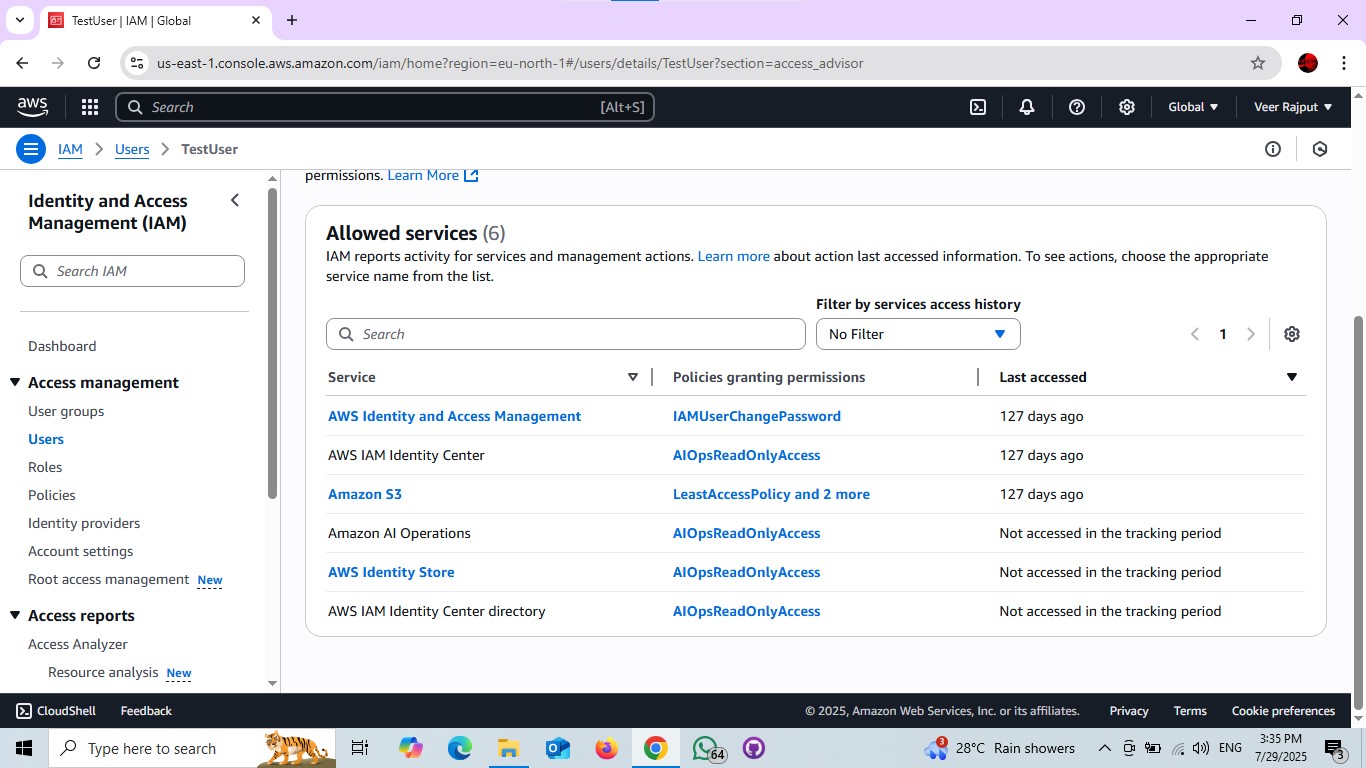 TestUser | IAM | Global
us-east-1.console.aws.amazon.com/iam/home?region=eu-north-1#/users/details/TestUser?section=access_advisor
aws
Search
[Alt+S]
Global
Veer Rajput
IAM
Users
TestUser
Identity and Access
Management (IAM)
Search IAM
Dashboard
Access management
User groups
Users
Roles
Policies
Identity providers
Account settings
Root access management New
Access reports
Access Analyzer
Resource analysis New
permissions. Learn More
Allowed services (6)
IAM reports activity for services and management actions. Learn more about action last accessed information. To see actions, choose the appropriate
service name from the list.
Filter by services access history
Search
No Filter
1
Service Policies granting permissions Last accessed
AWS Identity and Access Management IAMUserChangePassword 127 days ago
AWS IAM Identity Center AIOpsReadOnlyAccess 127 days ago
Amazon S3 LeastAccessPolicy and 2 more 127 days ago
Amazon AI Operations AIOpsReadOnlyAccess Not accessed in the tracking period
AWS Identity Store AIOpsReadOnlyAccess Not accessed in the tracking period
AWS IAM Identity Center directory AIOpsReadOnlyAccess Not accessed in the tracking period
CloudShell
Feedback
© 2025, Amazon Web Services, Inc. or its affiliates.
Privacy
Terms
Cookie preferences
Type here to search
64
3
28°C Rain showers
ENG
3:35 PM
7/29/2025
3